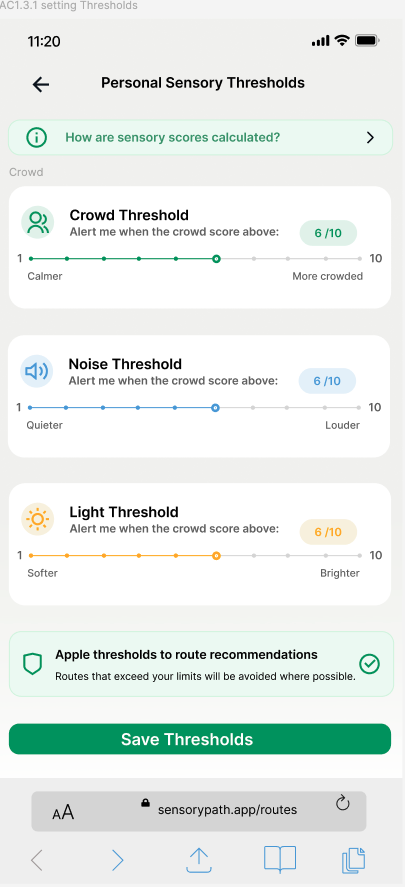 AC1.3.1 setting Thresholds
11:20
Personal Sensory Thresholds
How are sensory scores calculated?
Crowd
Crowd Threshold
Alert me when the crowd score above:
6 /10
1
10
Calmer
More crowded
Noise Threshold
Alert me when the crowd score above:
6 /10
1
10
Quieter
Louder
Light Threshold
Alert me when the crowd score above:
6 /10
1
10
Softer
Brighter
Apple thresholds to route recommendations
Routes that exceed your limits will be avoided where possible.
Save Thresholds
AA
sensorypath.app/routes